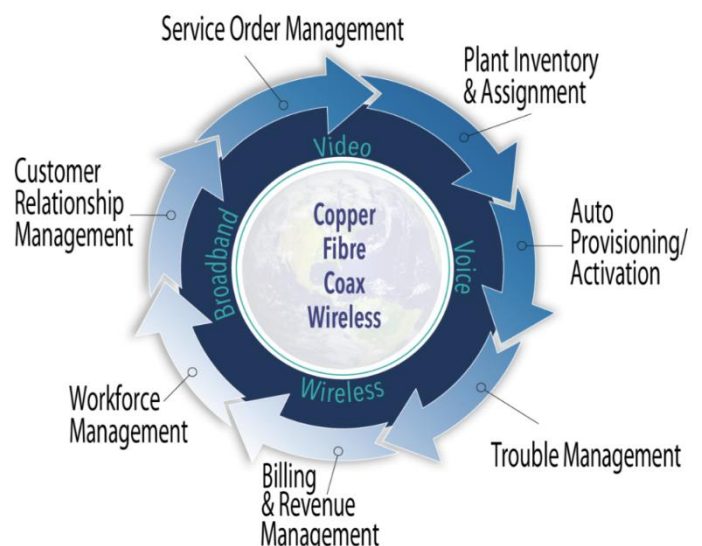 Service Order Management
Plant Inventory
& Assignment
Customer
Relationship
Management
Video
Copper
Fibre
Coax
Wireless
Broadband
Voice
Auto
Provisioning/
Activation
Wireless
Workforce
Management
Trouble Management
Billing
& Revenue
Management